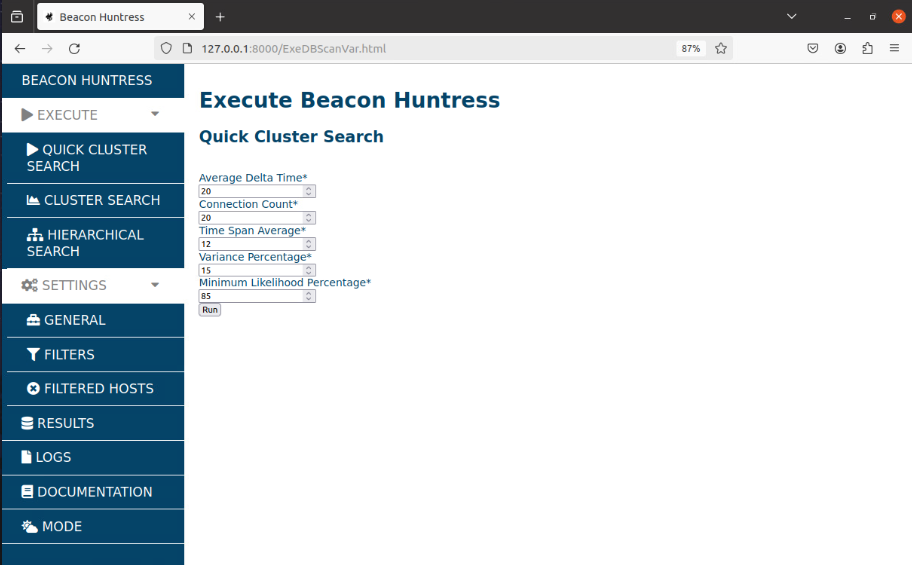 Beacon Huntress
127.0.0.1:8000/ExeDBScanVar.html
87%
BEACON HUNTRESS
EXECUTE
QUICK CLUSTER
SEARCH
CLUSTER SEARCH
HIERARCHICAL
SEARCH
SETTINGS
GENERAL
FILTERS
FILTERED HOSTS
RESULTS
LOGS
DOCUMENTATION
MODE
Execute Beacon Huntress
Quick Cluster Search
Average Delta Time*
20
Connection Count*
20
Time Span Average*
12
Variance Percentage*
15
Minimum Likelihood Percentage*
85
Run